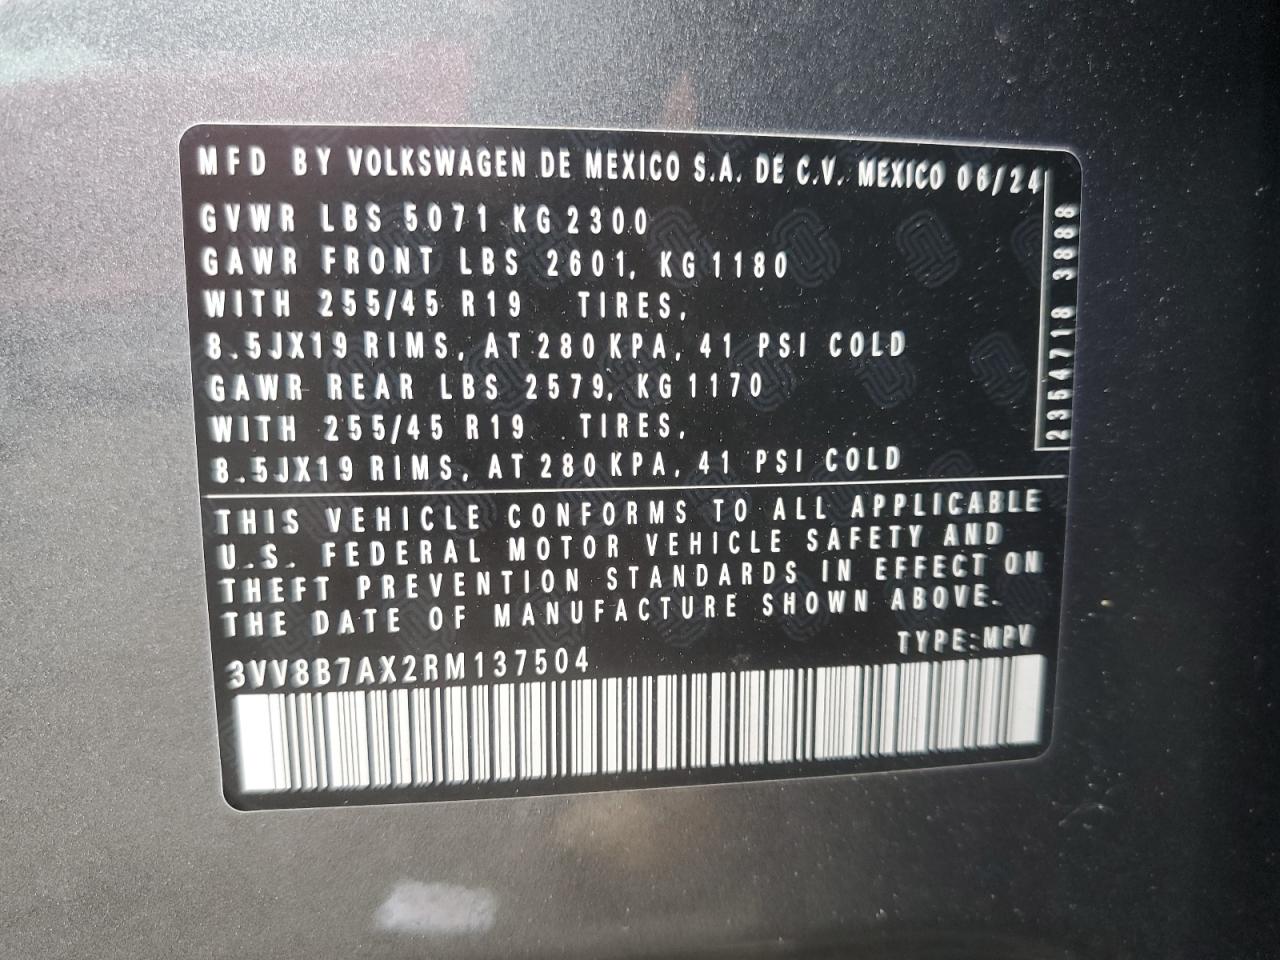 MFD BY VOLKSWAGEN DE MEXICO S.A. DE C.V. MEXICO 06/24
GVWR LBS 5071 KG 2300
GAWR FRONT LBS 2601, KG 1180
WITH 255/45 R19 TIRES,
8.5JX19 RIMS, AT 280 KPA, 41 PSI COLD
GAWR REAR LBS 2579, KG 1170
WITH 255/45 R19 TIRES,
8.5JX19 RIMS, AT 280 KPA, 41 PSI COLD
2354718 3888
THIS VEHICLE CONFORMS TO ALL APPLICABLE
U.S. FEDERAL MOTOR VEHICLE SAFETY AND
THEFT PREVENTION STANDARDS IN EFFECT ON
THE DATE OF MANUFACTURE SHOWN ABOVE.
TYPE:MPV
3VV8B7AX2RM137504